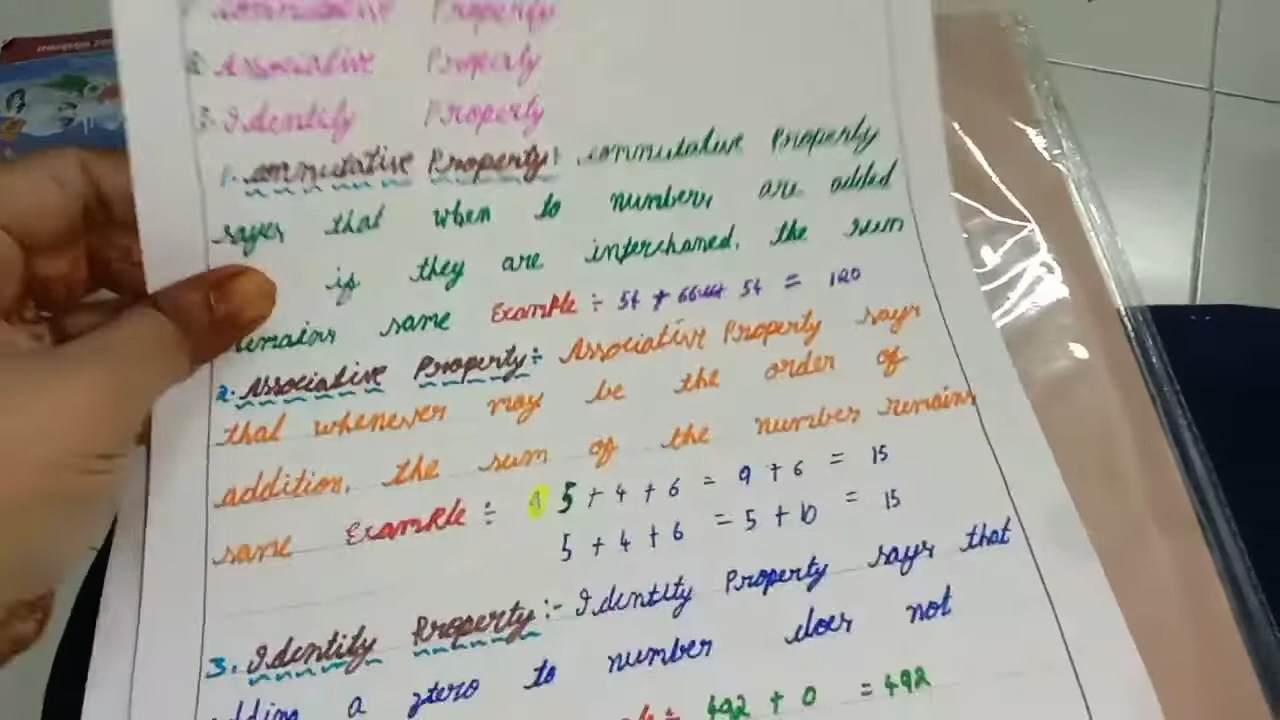 Commutative Property
2. Associative Property
3. Identify Property
1. Commutative Property: commutative Property
says that when to numbers are added
if they are interchaned, the sum
remains same Example ÷ 54 + 66 54 = 120
2. Associative Property ÷ Associative Property says
that whenever may be the order of
addition, the sum of the number remains
same Example ÷ 5 + 4 + 6 = 9 + 6 = 15
5 + 4 + 6 = 5 + 10 = 15
3. Identity Property :- Identity Property says that
a zero to number does not
492 + 0 = 492